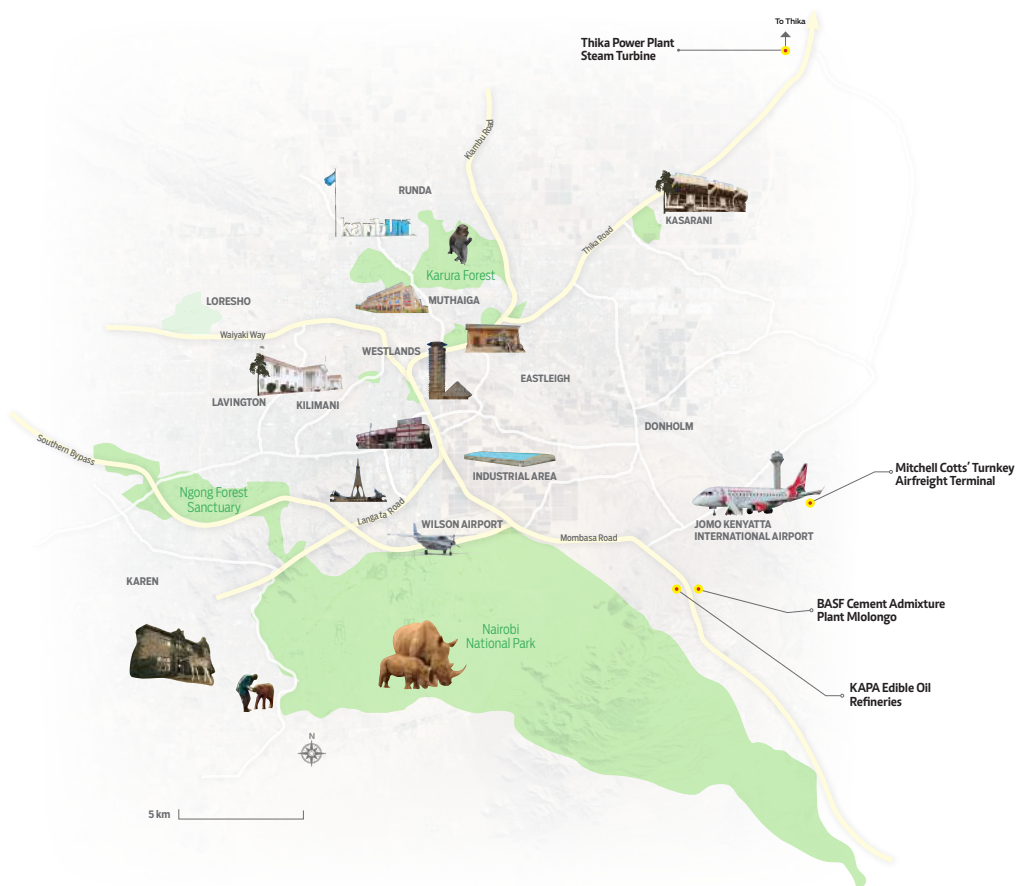 To Thika
Thika Power Plant
Steam Turbine
Kiambu Road
RUNDA
KASARANI
Thika Road
Karura Forest
LORESHO
MUTHAIGA
Waiyaki Way
WESTLANDS
EASTLEIGH
LAVINGTON
KILIMANI
DONHOLM
Southern Bypass
INDUSTRIAL AREA
Mitchell Cotts' Turnkey
Airfreight Terminal
Ngong Forest
Sanctuary
Langata Road
WILSON AIRPORT
JOMO KENYATTA
INTERNATIONAL AIRPORT
Mombasa Road
KAREN
BASF Cement Admixture
Plant Mlolongo
Nairobi
National Park
KAPA Edible Oil
Refineries
N
5 km